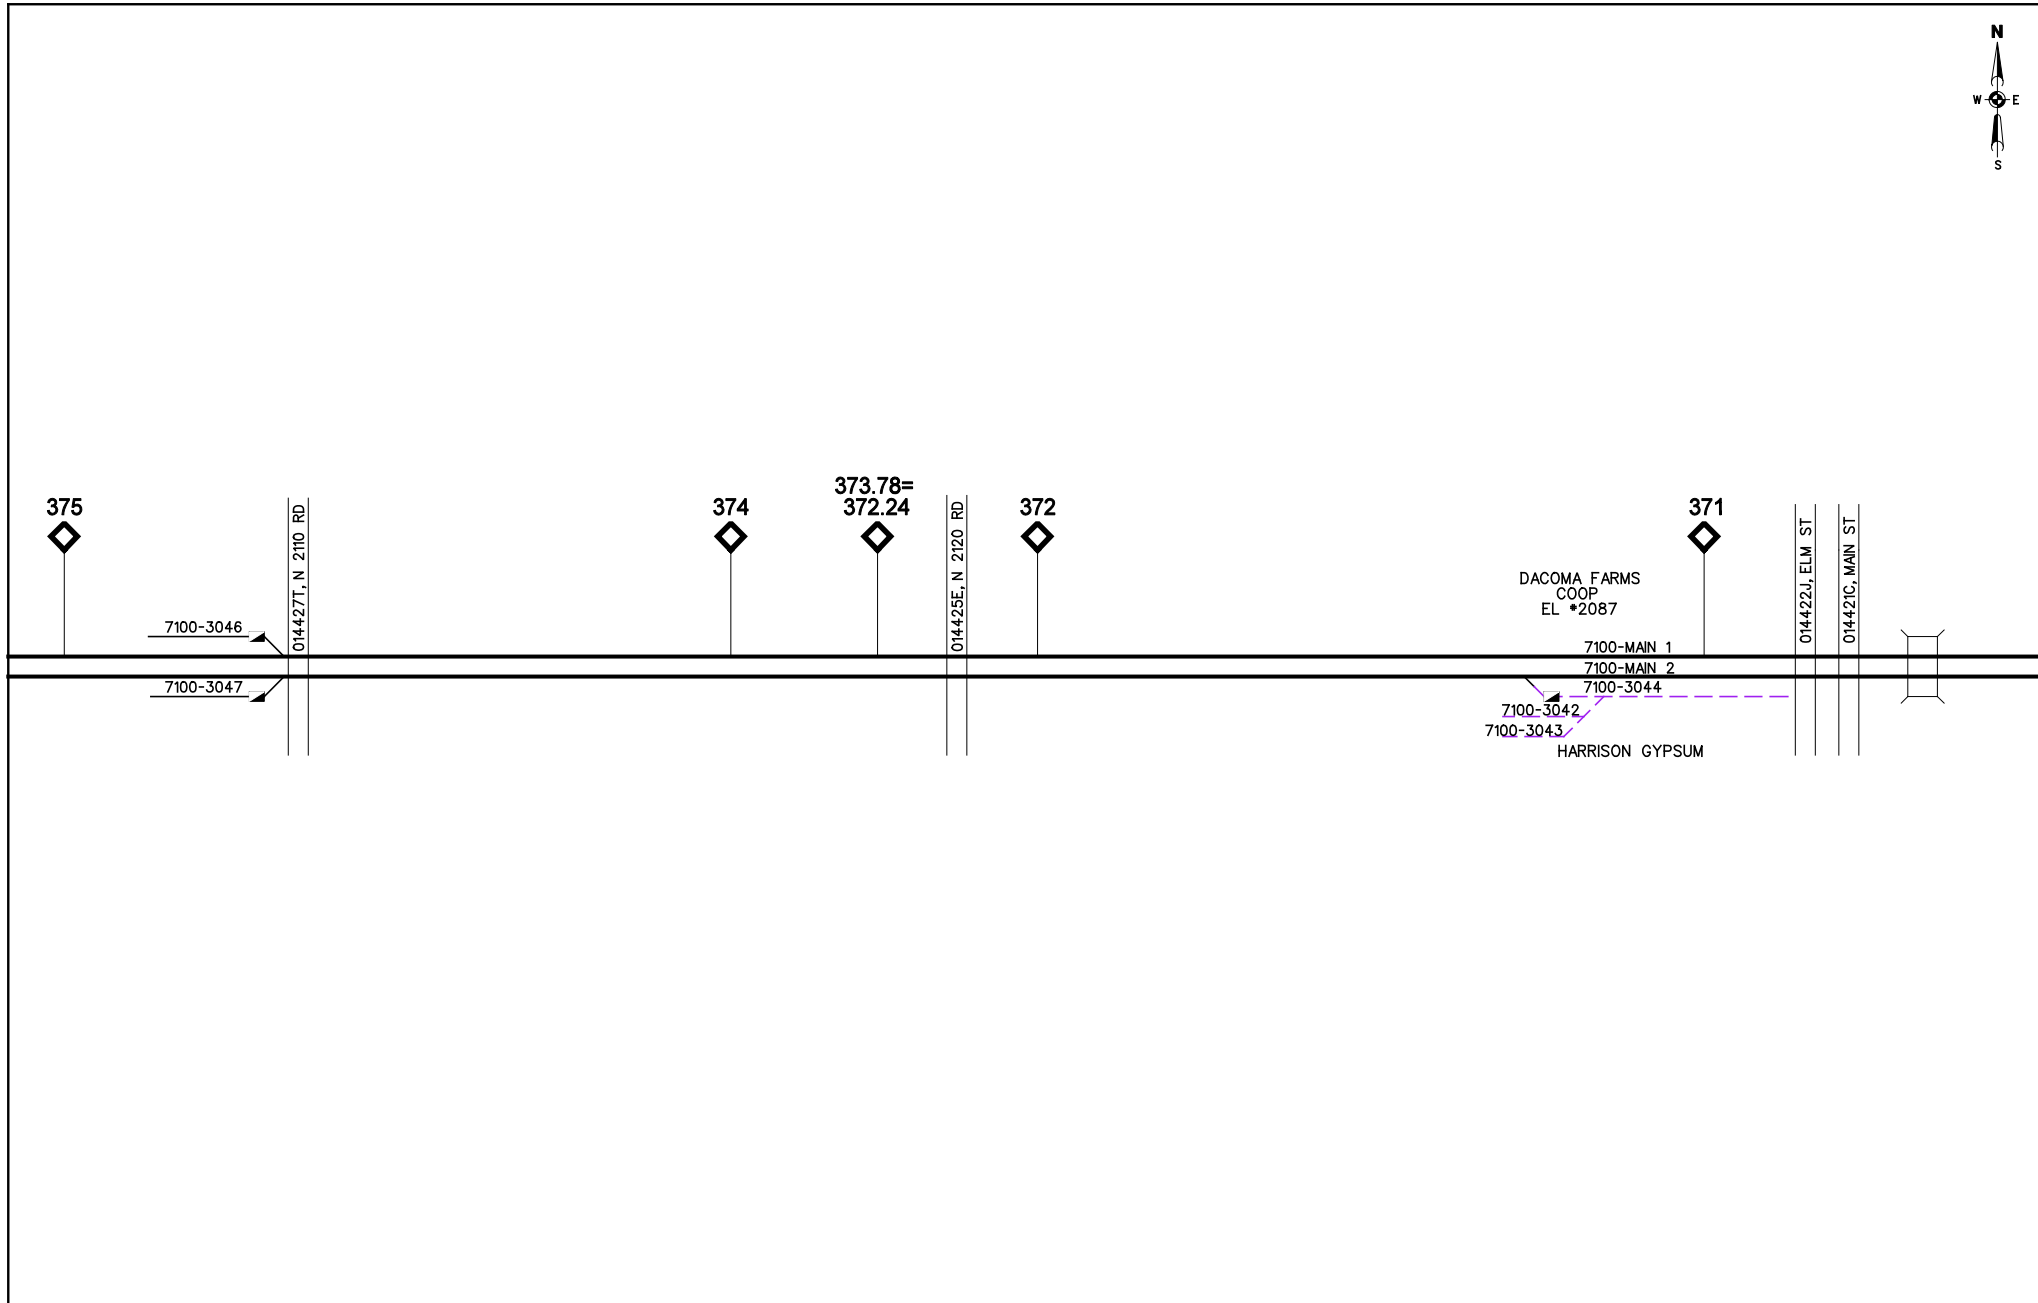 N
W E
S
375
014427T, N 2110 RD
374
373.78=
372.24
014425E, N 2120 RD
372
371
014422J, ELM ST
014421C, MAIN ST
DACOMA FARMS
COOP
EL *2087
7100-3046
7100-MAIN 1
7100-MAIN 2
7100-3047
7100-3044
7100-3042
7100-3043
HARRISON GYPSUM